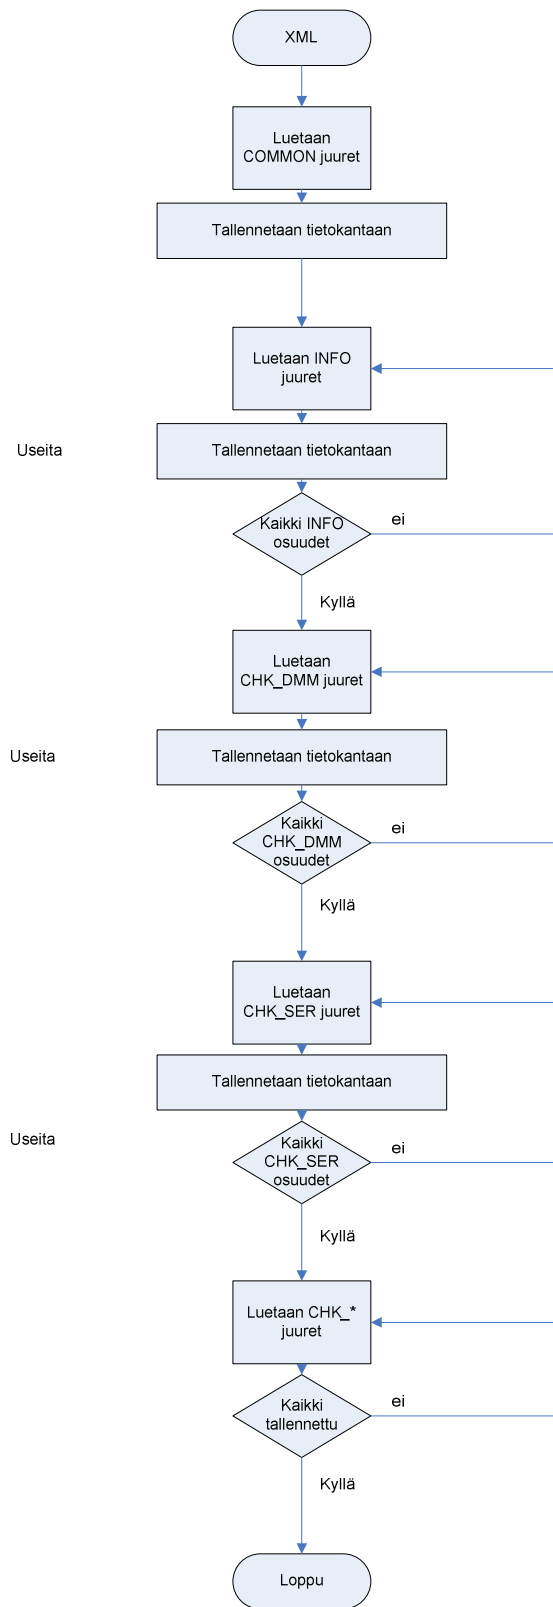 XML
Luetaan
COMMON juuret
Tallennetaan tietokantaan
Luetaan INFO
juuret
Useita
Tallennetaan tietokantaan
Kaikki INFO
osuudet
ei
Kyllä
Luetaan
CHK_DMM juuret
Useita
Tallennetaan tietokantaan
Kaikki
CHK_DMM
osuudet
ei
Kyllä
Luetaan
CHK_SER juuret
Tallennetaan tietokantaan
Useita
Kaikki
CHK_SER
osuudet
ei
Kyllä
Luetaan CHK_*
juuret
Kaikki
tallennettu
ei
Kyllä
Loppu